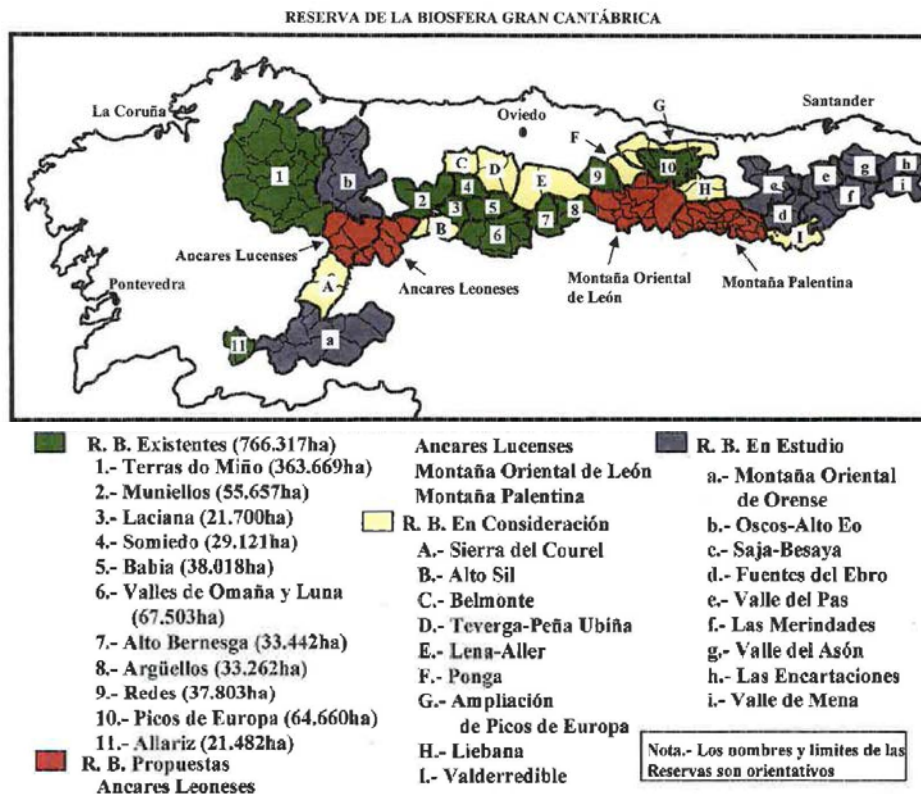 RESERVA DE LA BIOSFERA GRAN CANTÁBRICA
La Coruña
Oviedo
G
Santander
F
1
b
C
D
E
9
10
H
e
e
g
h
i
f
d
I
2
4
3
5
B
6
7
8
Ancares Lucenses
Ancares Leoneses
Montaña Oriental
de León
Montaña Palentina
Pontevedra
A
11
a
R. B. Existentes (766.317ha)
1.- Terras do Miño (363.669ha)
2.- Muniellos (55.657ha)
3.- Laciana (21.700ha)
4.- Somiedo (29.121ha)
5.- Babia (38.018ha)
6.- Valles de Omaña y Luna
(67.503ha)
7.- Alto Bernesga (33.442ha)
8.- Argüellos (33.262ha)
9.- Redes (37.803ha)
10.- Picos de Europa (64.660ha)
11.- Allariz (21.482ha)
R. B. Propuestas
Ancares Leoneses
Ancares Lucenses
Montaña Oriental de León
Montaña Palentina
R. B. En Consideración
A.- Sierra del Courel
B.- Alto Sil
C.- Belmonte
D.- Teverga-Peña Ubiña
E.- Lena-Aller
F.- Ponga
G.- Ampliación
de Picos de Europa
H.- Liebana
I.- Valderredible
R. B. En Estudio
a.- Montaña Oriental
de Orense
b.- Oscos-Alto Eo
c.- Saja-Besaya
d.- Fuentes del Ebro
e.- Valle del Pas
f.- Las Merindades
g.- Valle del Asón
h.- Las Encartaciones
i.- Valle de Mena
Nota.- Los nombres y limites de las
Reservas son orientativos